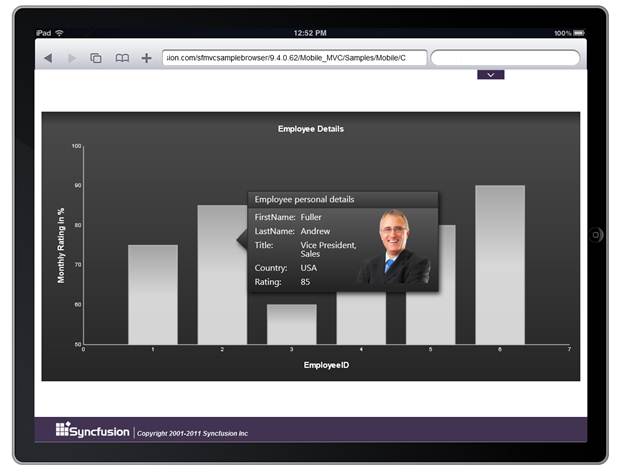 iPad 12:52 PM 100%
sion.com/sfmvcsamplebrowser/9.4.0.62/Mobile_MVC/Samples/Mobile/C
Employee Details
Monthly Rating in %
100
90
80
70
60
50
Employee personal details
FirstName: Fuller
LastName: Andrew
Title: Vice President,
Sales
Country: USA
Rating: 85
0 1 2 3 4 5 6 7
EmployeeID
Syncfusion | Copyright 2001-2011 Syncfusion Inc